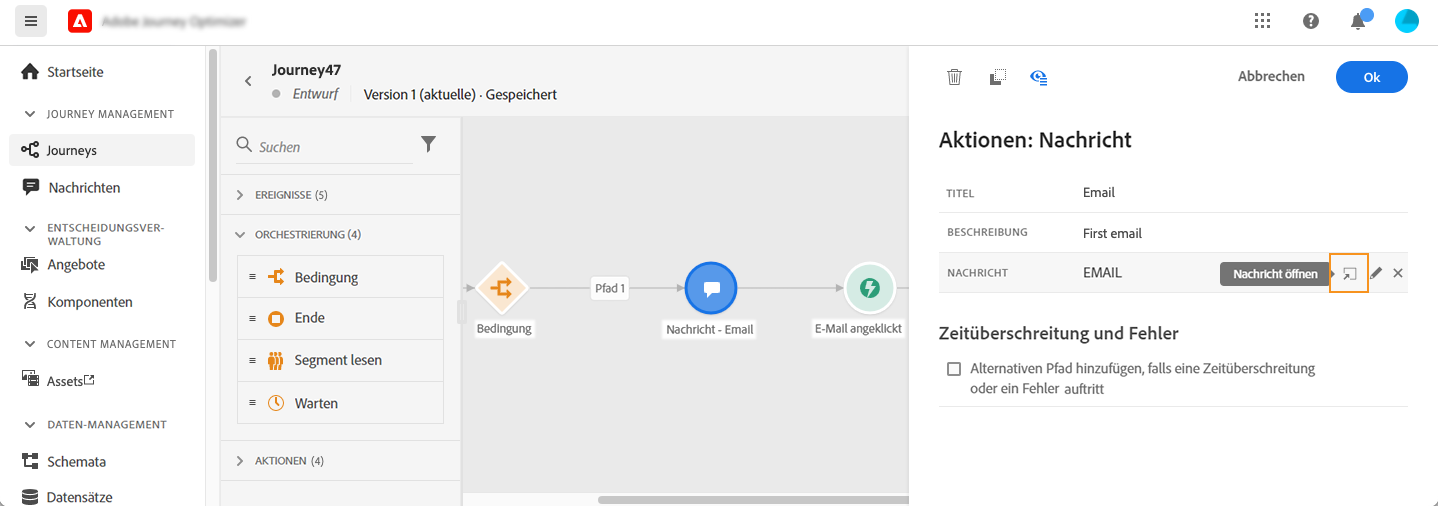 Adobe Journey Optimizer
Startseite
JOURNEY MANAGEMENT
Journeys
Nachrichten
ENTSCHEIDUNGSVER-
WALTUNG
Angebote
Komponenten
CONTENT MANAGEMENT
Assets
DATEN-MANAGEMENT
Schemata
Datensätze
Journey47
Entwurf
Version 1 (aktuelle) · Gespeichert
Suchen
EREIGNISSE (5)
ORCHESTRIERUNG (4)
Bedingung
Ende
Segment lesen
Warten
AKTIONEN (4)
Bedingung
Pfad 1
Nachricht - Email
E-Mail angeklickt
Abbrechen
Ok
Aktionen: Nachricht
TITEL Email
BESCHREIBUNG First email
NACHRICHT EMAIL Nachricht öffnen
Zeitüberschreitung und Fehler
Alternativen Pfad hinzufügen, falls eine Zeitüberschreitung
oder ein Fehler auftritt